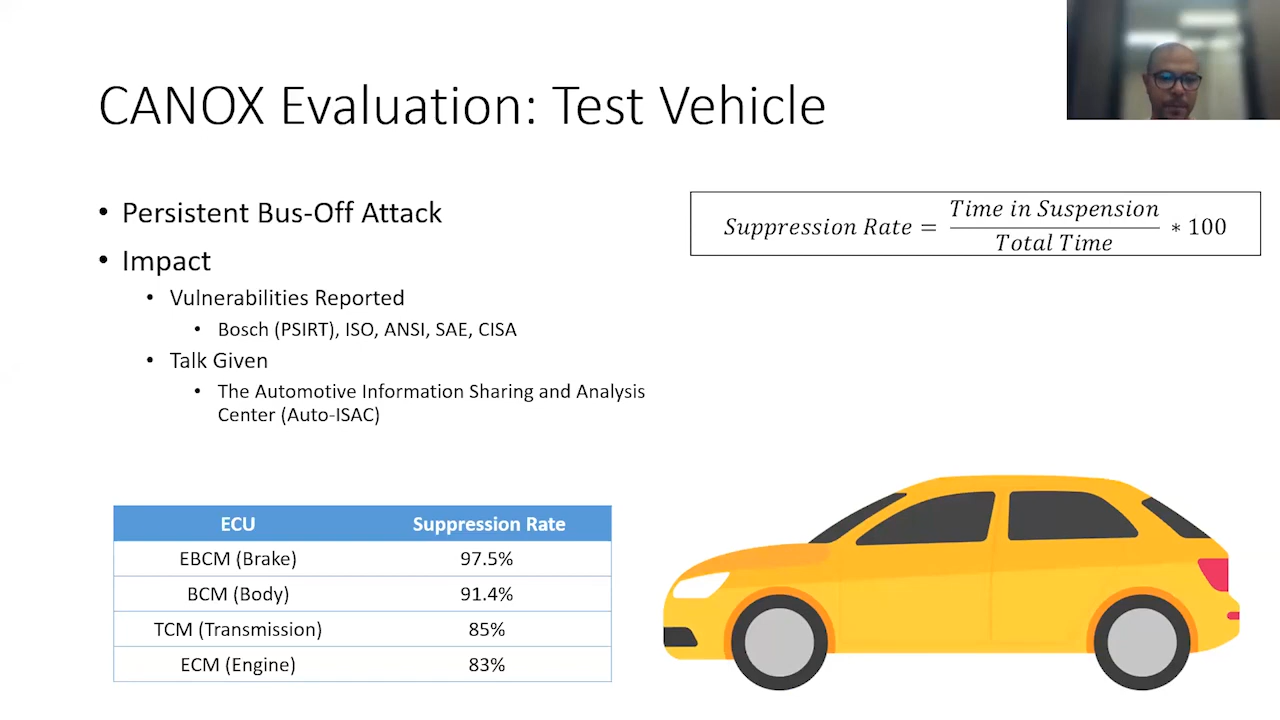 CANOX Evaluation: Test Vehicle
• Persistent Bus-Off Attack
• Impact
• Vulnerabilities Reported
• Bosch (PSIRT), ISO, ANSI, SAE, CISA
• Talk Given
• The Automotive Information Sharing and Analysis
Center (Auto-ISAC)
Suppression Rate = Time in Suspension / Total Time * 100
ECU Suppression Rate
EBCM (Brake) 97.5%
BCM (Body) 91.4%
TCM (Transmission) 85%
ECM (Engine) 83%